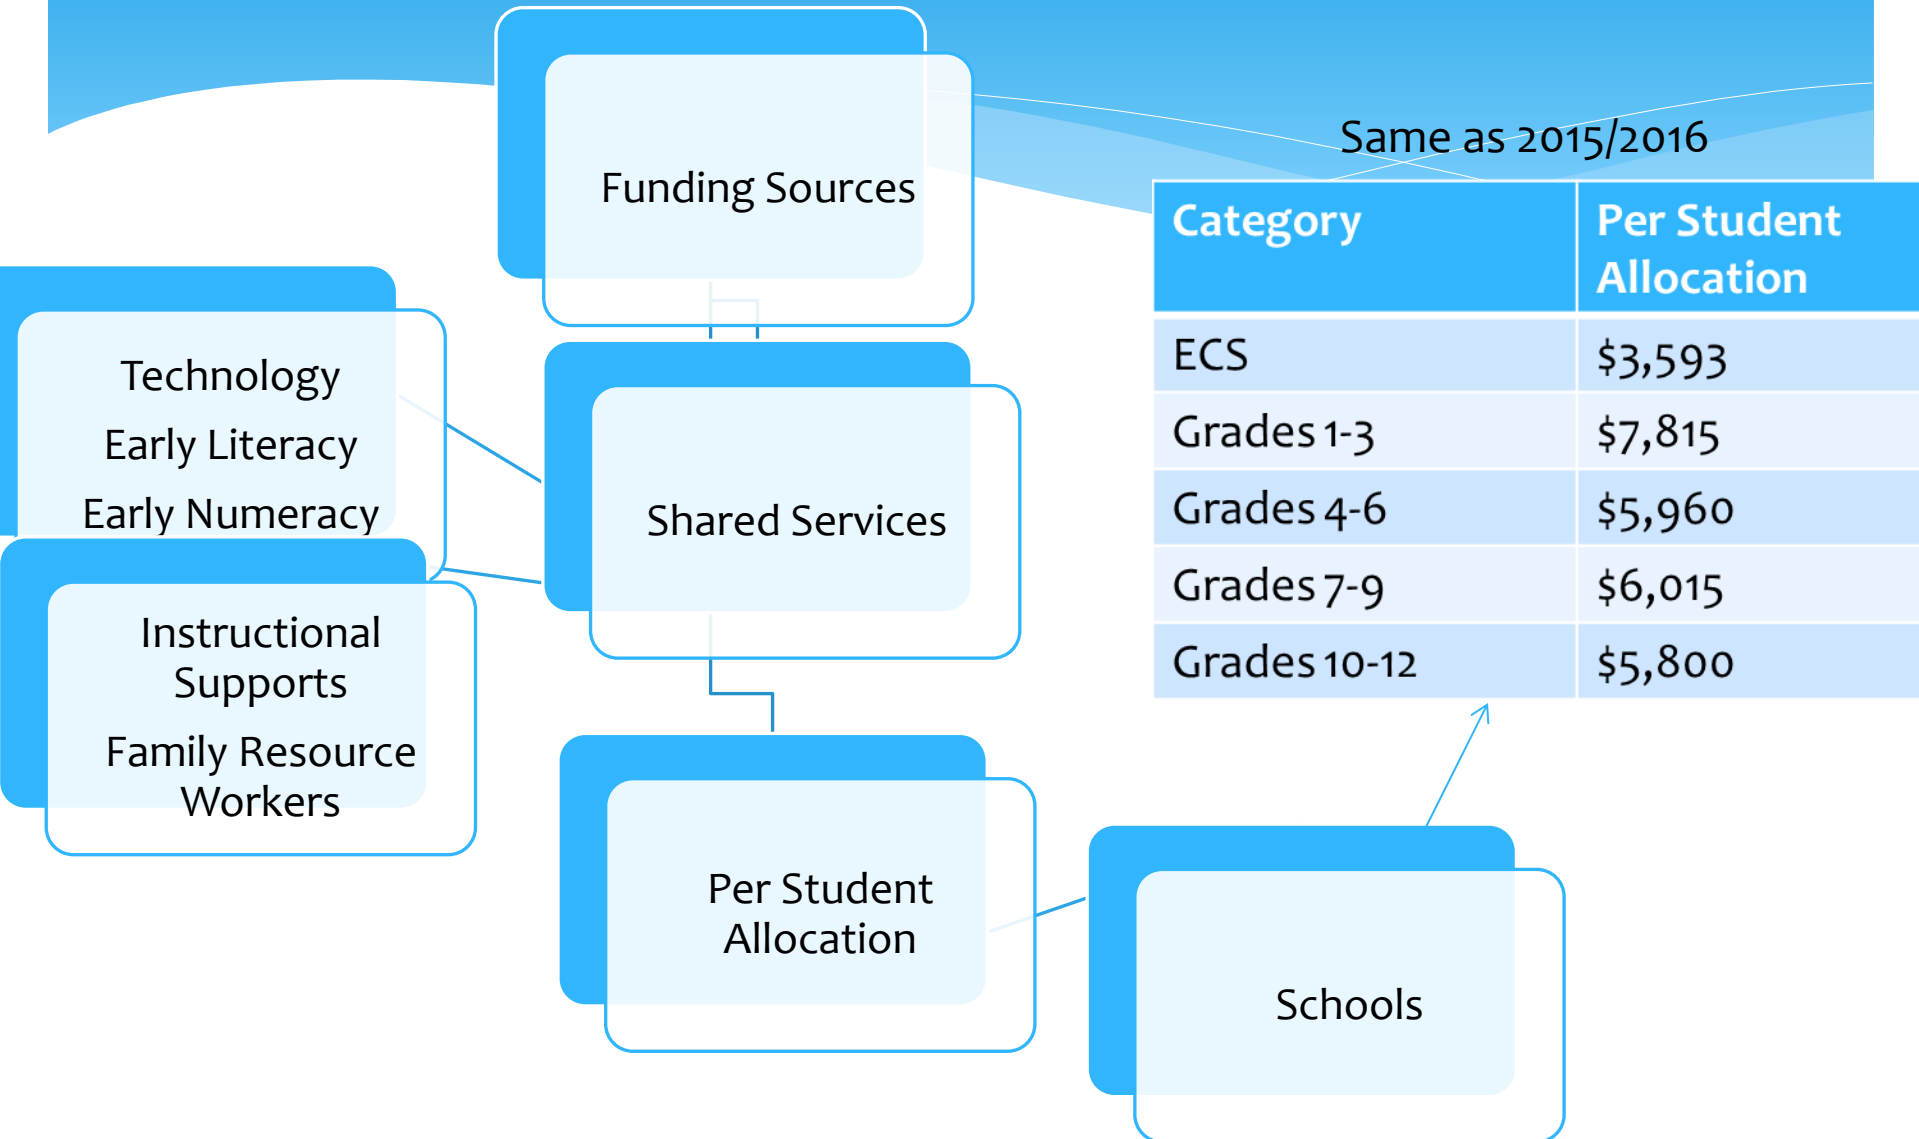 Funding Sources
Same as 2015/2016
Category Per Student Allocation
ECS $3,593
Grades 1-3 $7,815
Grades 4-6 $5,960
Grades 7-9 $6,015
Grades 10-12 $5,800
Technology
Early Literacy
Early Numeracy
Shared Services
Instructional
Supports
Family Resource
Workers
Per Student
Allocation
Schools